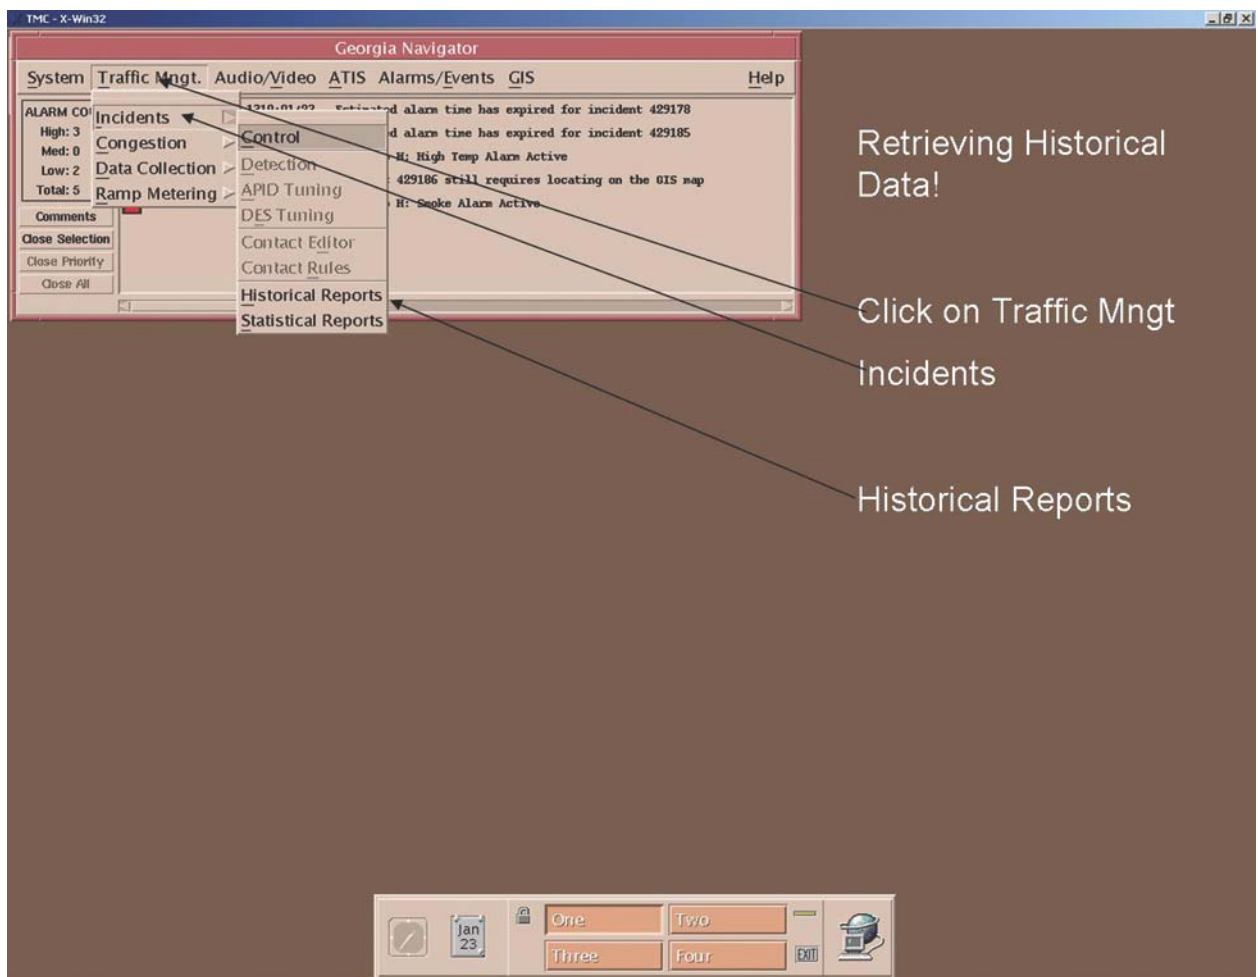 TMC - X-Win32
Georgia Navigator
System Traffic Mngt. Audio/Video ATIS Alarms/Events GIS Help
ALARM CO
High: 3
Med: 0
Low: 2
Total: 5
Comments
Close Selection
Close Priority
Close All
Incidents
Congestion
Data Collection
Ramp Metering
Control
Detection
APID Tuning
DES Tuning
Contact Editor
Contact Rules
Historical Reports
Statistical Reports
alarm time has expired for incident 429178
alarm time has expired for incident 429185
H: High Temp Alarm Active
429186 still requires locating on the GIS map
H: Smoke Alarm Active
Retrieving Historical
Data!
Click on Traffic Mngt
Incidents
Historical Reports
Jan
23
One
Two
Three
Four
EXIT